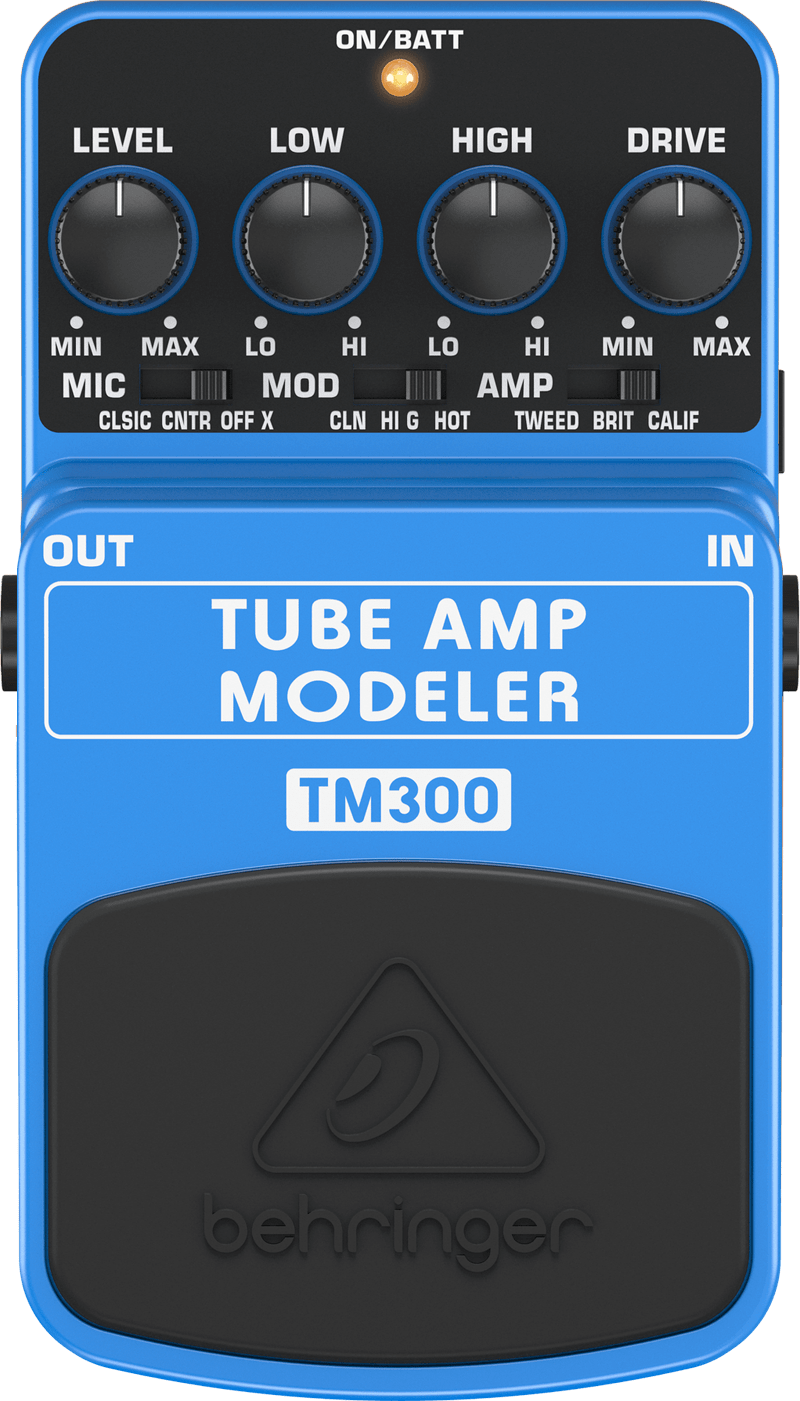 ON/BATT
LEVEL LOW HIGH DRIVE
MIN MAX LO HI LO HI MIN MAX
MIC MOD AMP
CLSIC CNTR OFF X CLN HI G HOT TWEED BRIT CALIF
OUT IN
TUBE AMP
MODELER
TM300
behringer